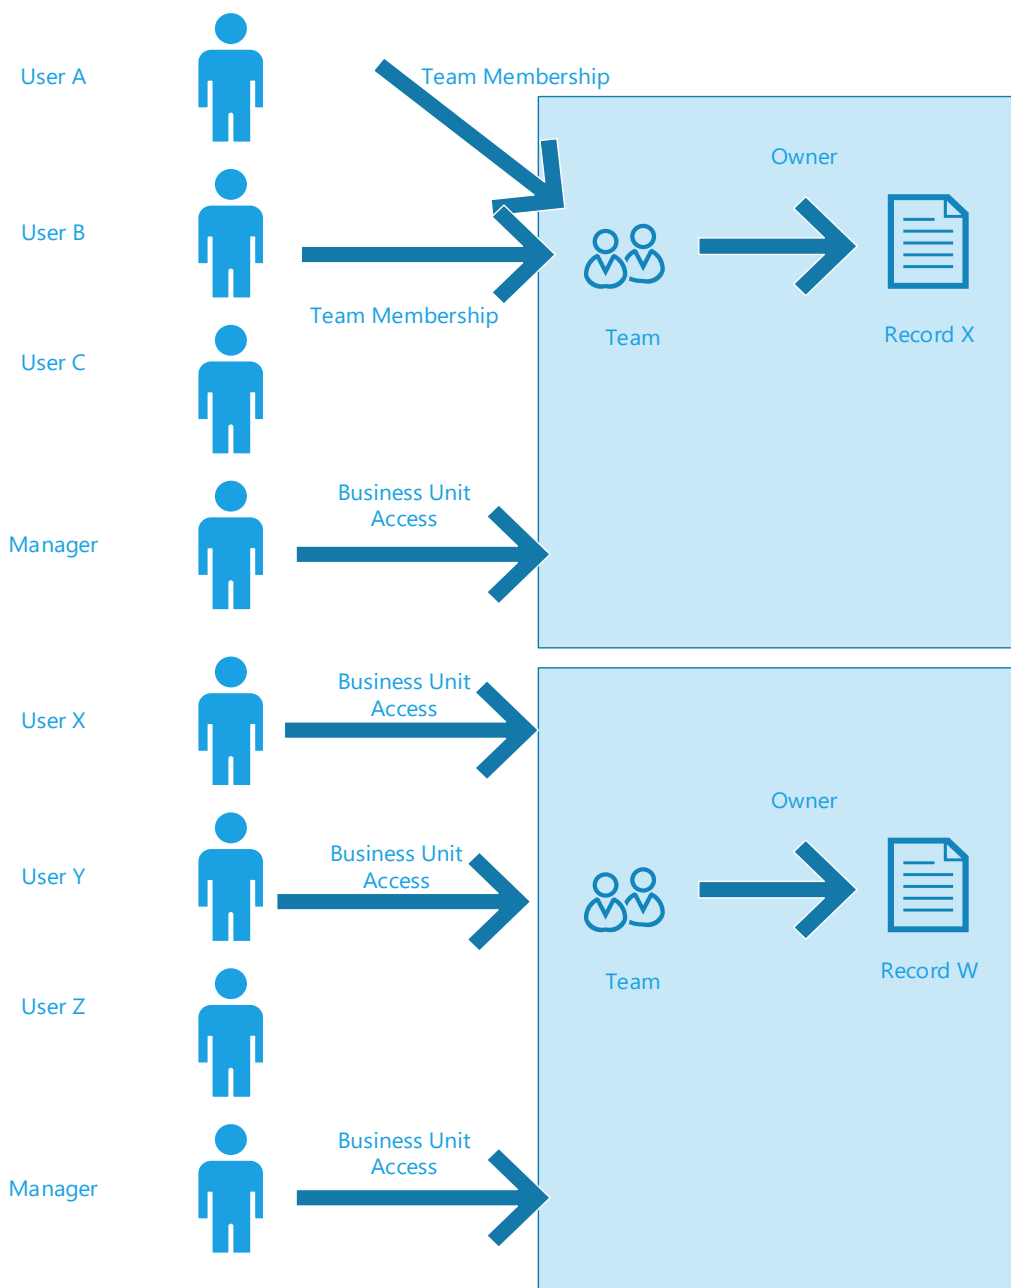 User A
Team Membership
Owner
User B
Team Membership
Team
Record X
User C
Business Unit
Access
Manager
Business Unit
Access
User X
Owner
Business Unit
Access
User Y
Team
Record W
User Z
Business Unit
Access
Manager